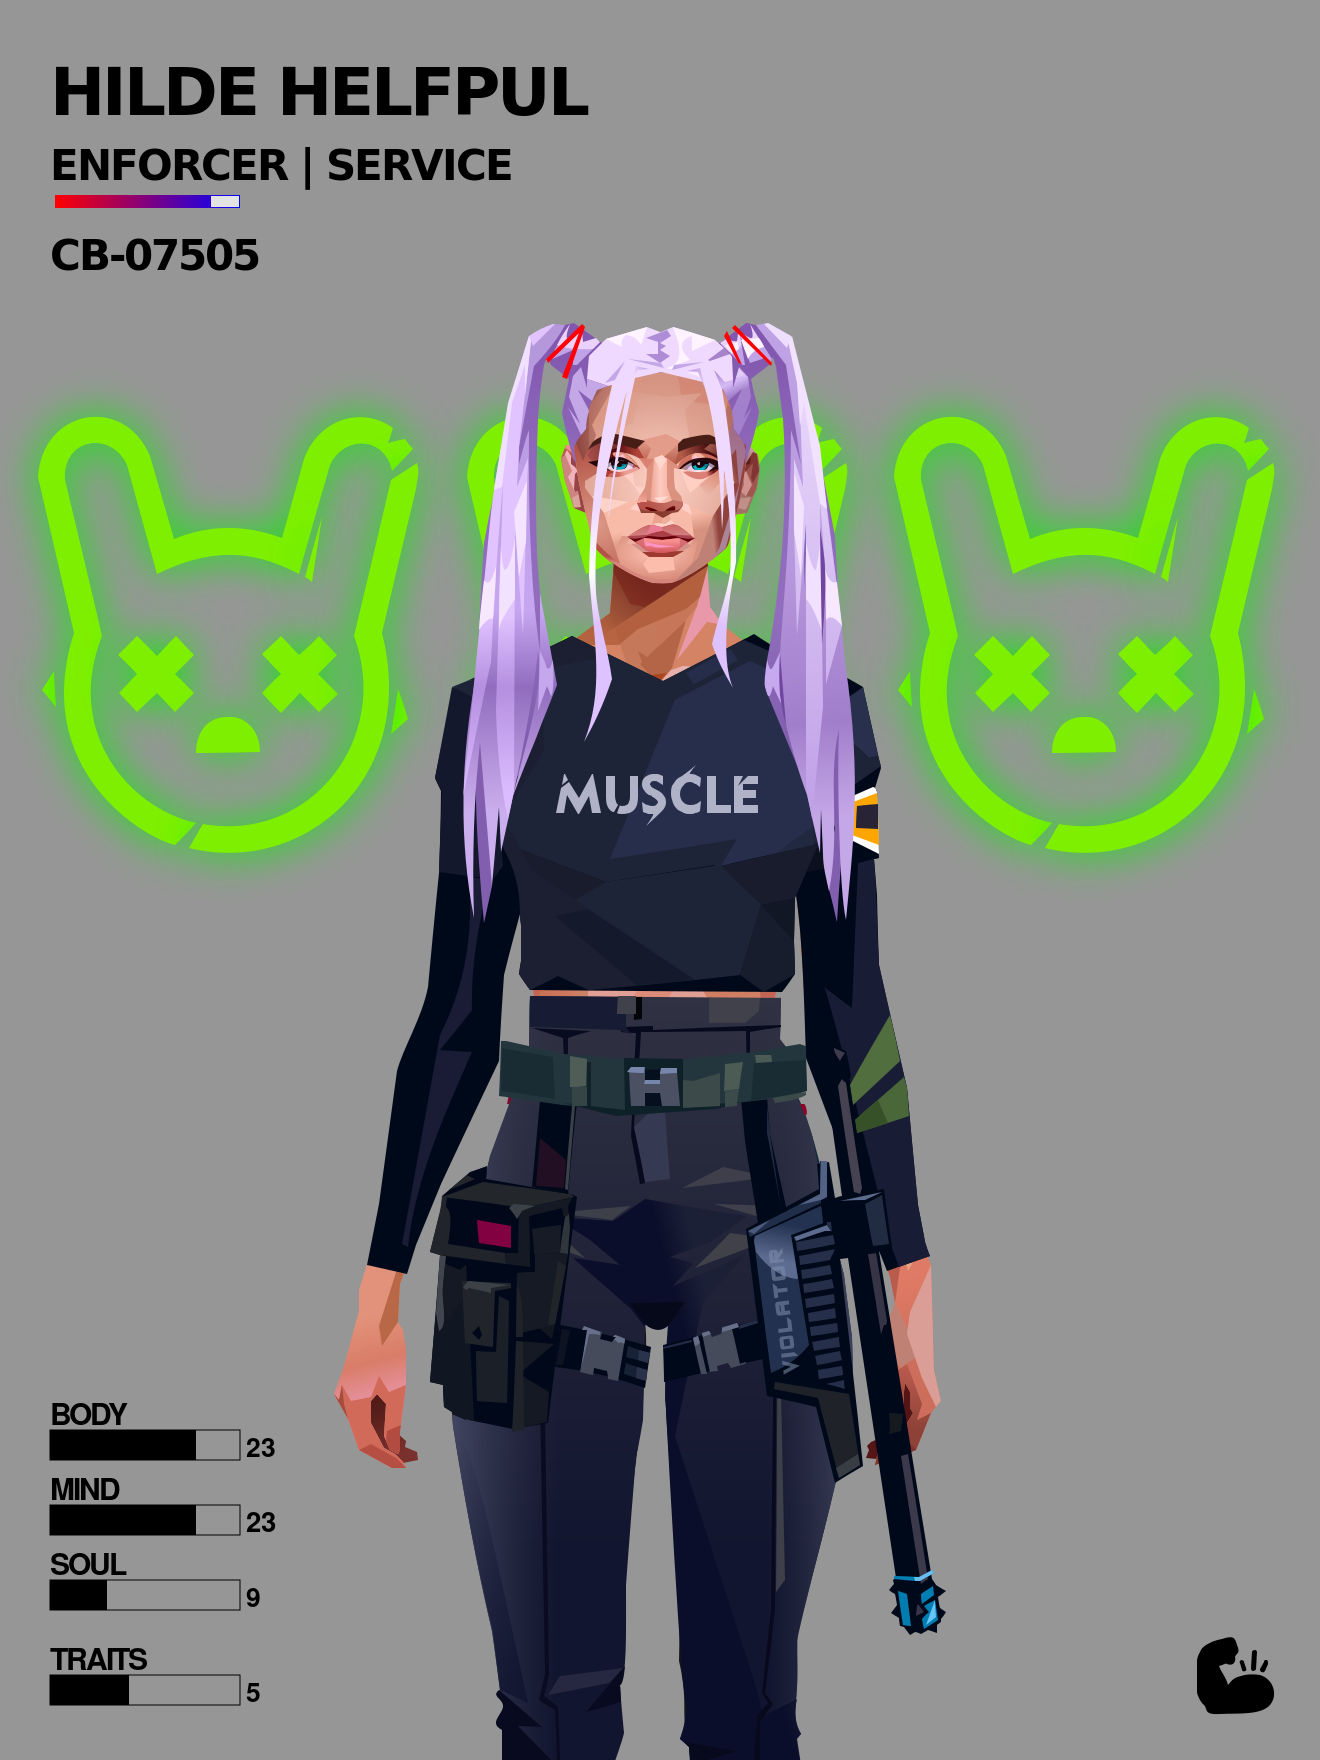 HILDE HELFPUL
ENFORCER | SERVICE
CB-07505
MUSCLE
VIOLATOR
BODY
23
MIND
23
SOUL
9
TRAITS
5